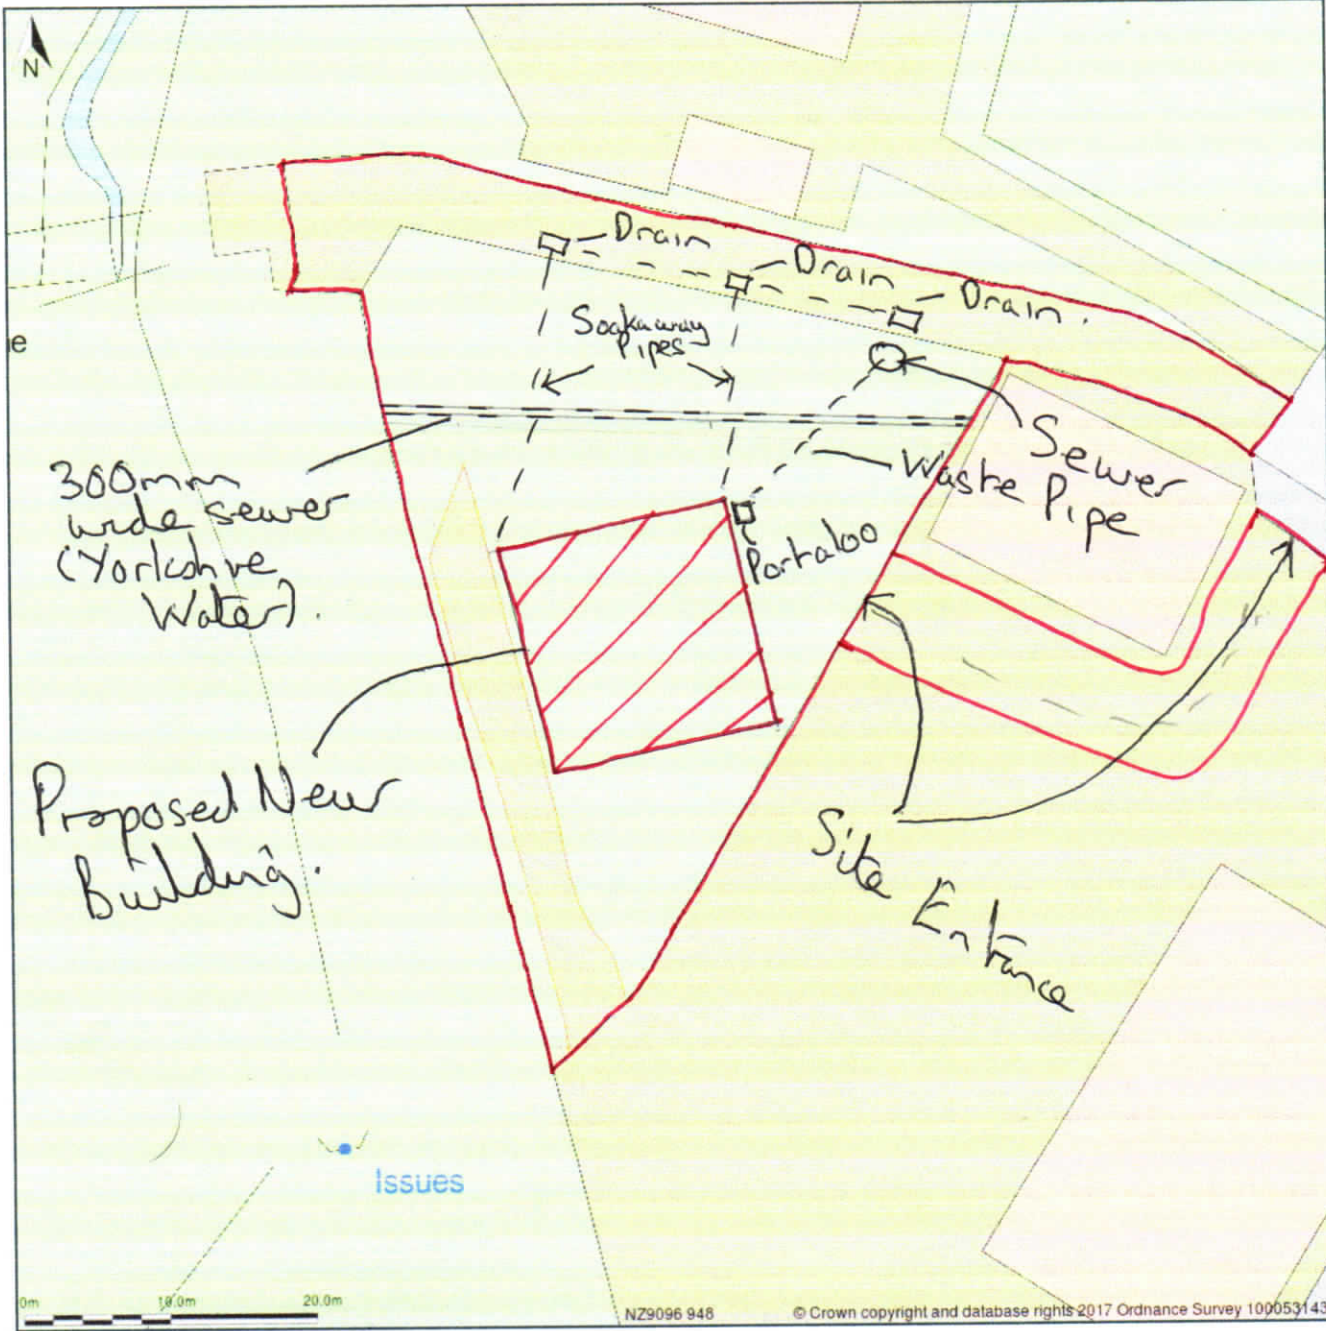 N
Drain
Drain
Drain.
Soakaway
Pipes
e
Sewer
Pipe
Waste
300mm
wide sewer
(Yorkshire
Water).
Portaloo
Proposed New
Building.
Site Entrance
Issues
0m
10.0m
20.0m
NZ9096 948
© Crown copyright and database rights 2017 Ordnance Survey 100053143